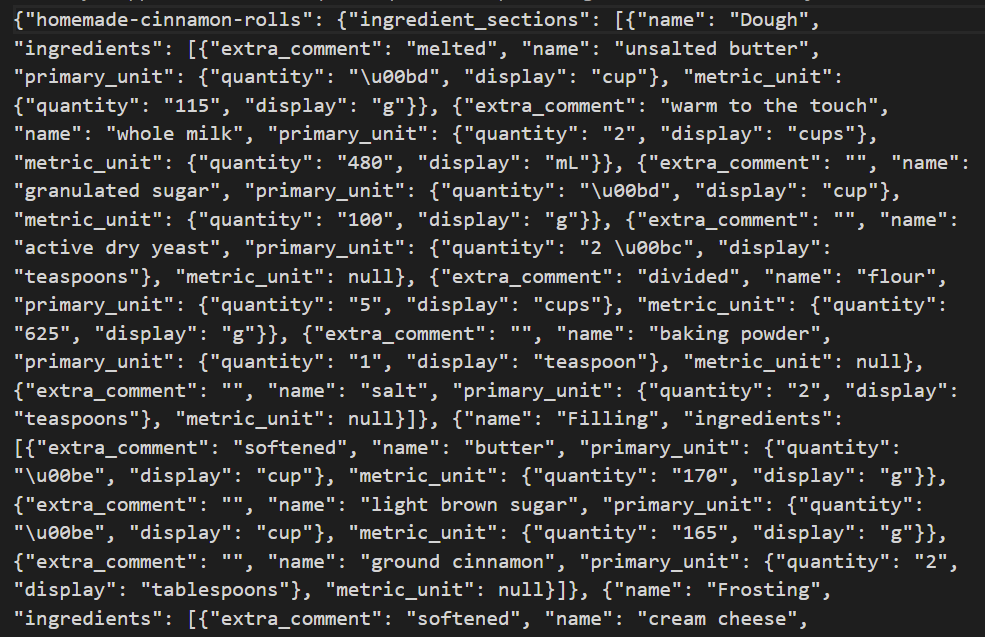 {"homemade-cinnamon-rolls": {"ingredient_sections": [{"name": "Dough",
"ingredients": [{"extra_comment": "melted", "name": "unsalted butter",
"primary_unit": {"quantity": "\u00bd", "display": "cup"}, "metric_unit":
{"quantity": "115", "display": "g"}}, {"extra_comment": "warm to the touch",
"name": "whole milk", "primary_unit": {"quantity": "2", "display": "cups"},
"metric_unit": {"quantity": "480", "display": "mL"}}, {"extra_comment": "", "name":
"granulated sugar", "primary_unit": {"quantity": "\u00bd", "display": "cup"},
"metric_unit": {"quantity": "100", "display": "g"}}, {"extra_comment": "", "name":
"active dry yeast", "primary_unit": {"quantity": "2 \u00bc", "display":
"teaspoons"}, "metric_unit": null}, {"extra_comment": "divided", "name": "flour",
"primary_unit": {"quantity": "5", "display": "cups"}, "metric_unit": {"quantity":
"625", "display": "g"}}, {"extra_comment": "", "name": "baking powder",
"primary_unit": {"quantity": "1", "display": "teaspoon"}, "metric_unit": null},
{"extra_comment": "", "name": "salt", "primary_unit": {"quantity": "2", "display":
"teaspoons"}, "metric_unit": null}]}, {"name": "Filling", "ingredients":
[{"extra_comment": "softened", "name": "butter", "primary_unit": {"quantity":
"\u00be", "display": "cup"}, "metric_unit": {"quantity": "170", "display": "g"}},
{"extra_comment": "", "name": "light brown sugar", "primary_unit": {"quantity":
"\u00be", "display": "cup"}, "metric_unit": {"quantity": "165", "display": "g"}},
{"extra_comment": "", "name": "ground cinnamon", "primary_unit": {"quantity": "2",
"display": "tablespoons"}, "metric_unit": null}]}, {"name": "Frosting",
"ingredients": [{"extra_comment": "softened", "name": "cream cheese",